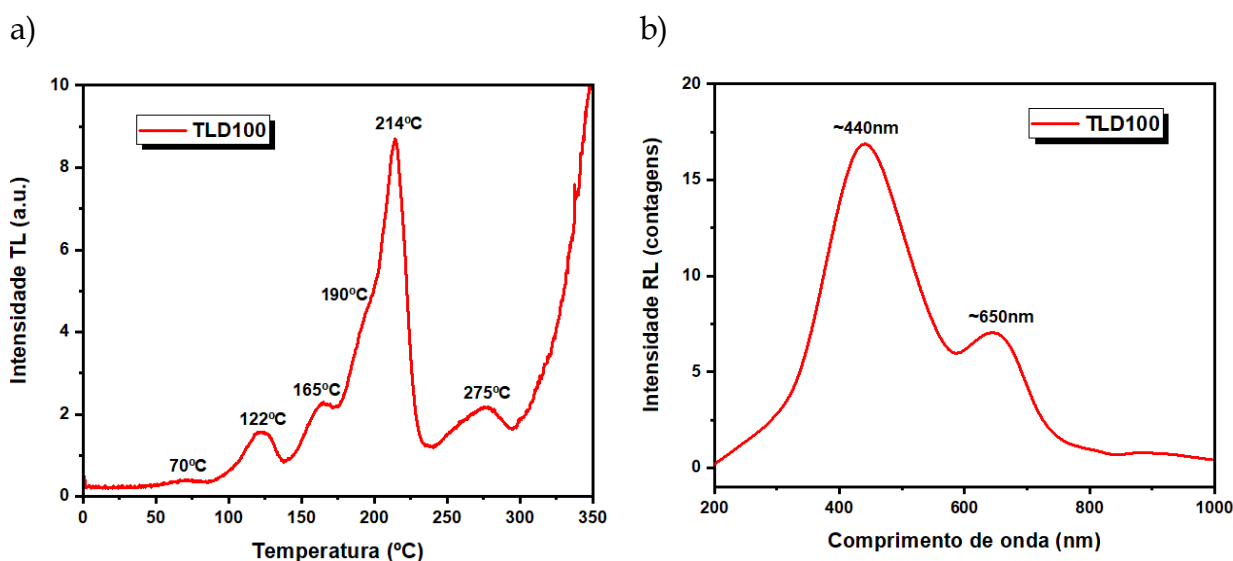 a)
b)
10
8
6
4
2
0
Intensidade TL (a.u.)
TLD100
70ºC
122ºC
165ºC
190ºC
214ºC
275ºC
0 50 100 150 200 250 300 350
Temperatura (ºC)
20
15
10
5
0
Intensidade RL (contagens)
TLD100
~440nm
~650nm
200 400 600 800 1000
Comprimento de onda (nm)